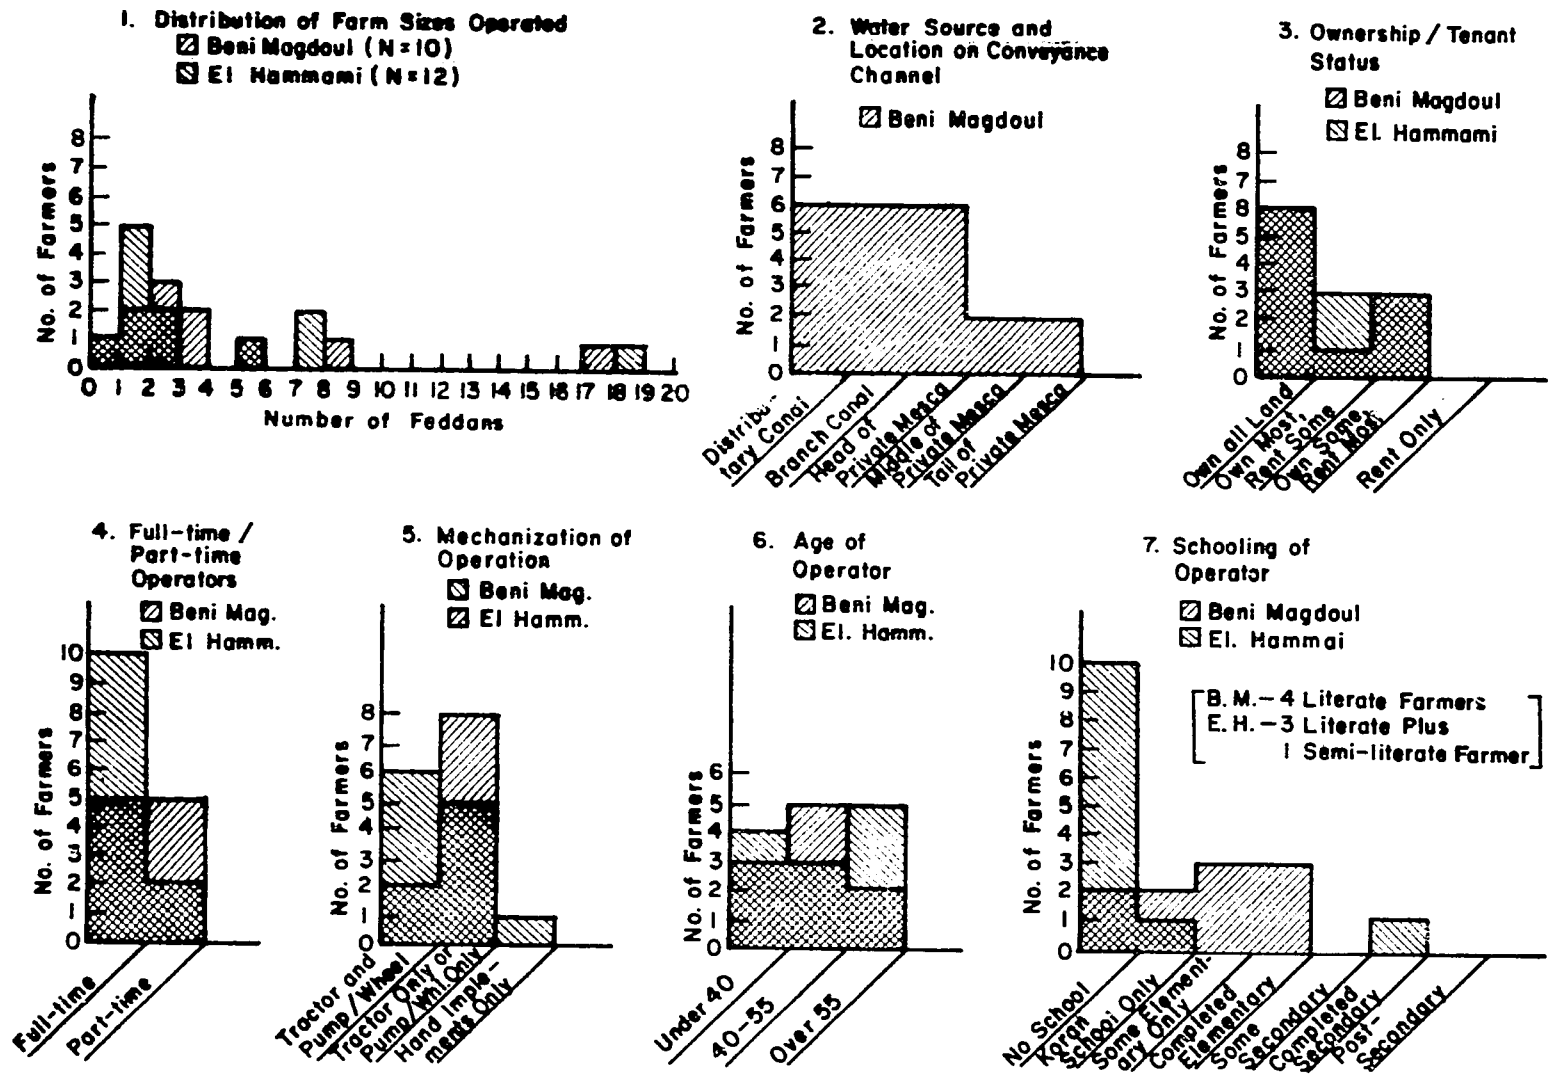 1. Distribution of Farm Sizes Operated
Beni Magdoul (N=10)
El Hammami (N=12)
No. of Farmers
8
7
6
5
4
3
2
1
0
0 1 2 3 4 5 6 7 8 9 10 11 12 13 14 15 16 17 18 19 20
Number of Feddans
2. Water Source and
Location on Conveyance
Channel
Beni Magdoul
No. of Farmers
8
7
6
5
4
3
2
1
0
Distribu-
tary Canal
Branch Canal
Head of
Private Mesca
Middle of
Private Mesca
Tail of
Private Mesca
3. Ownership / Tenant
Status
Beni Magdoul
El. Hammami
No. of Farmers
8
7
8
5
4
3
2
1
0
Own all Land
Own Most,
Rent Some
Own Some,
Rent Most
Rent Only
4. Full-time /
Part-time
Operators
Beni Mag.
El Hamm.
No. of Farmers
10
9
8
7
6
5
4
3
2
1
0
Full-time
Part-time
5. Mechanization of
Operation
Beni Mag.
El Hamm.
No. of Farmers
8
7
6
5
4
3
2
1
0
Tractor and
Pump/Wheel
Tractor Only or
Pump/Whl. Only
Hand Imple-
ments Only
6. Age of
Operator
Beni Mag.
El. Hamm.
No. of Farmers
6
5
4
3
2
1
0
Under 40
40-55
Over 55
7. Schooling of
Operator
Beni Magdoul
El. Hammai
B.M.-4 Literate Farmers
E.H.-3 Literate Plus
1 Semi-literate Farmer
No. of Farmers
10
9
8
7
6
5
4
3
2
1
0
No School
Koran
School Only
Some Element-
ary Only
Completed
Elementary
Some
Secondary
Completed
Secondary
Post-
Secondary